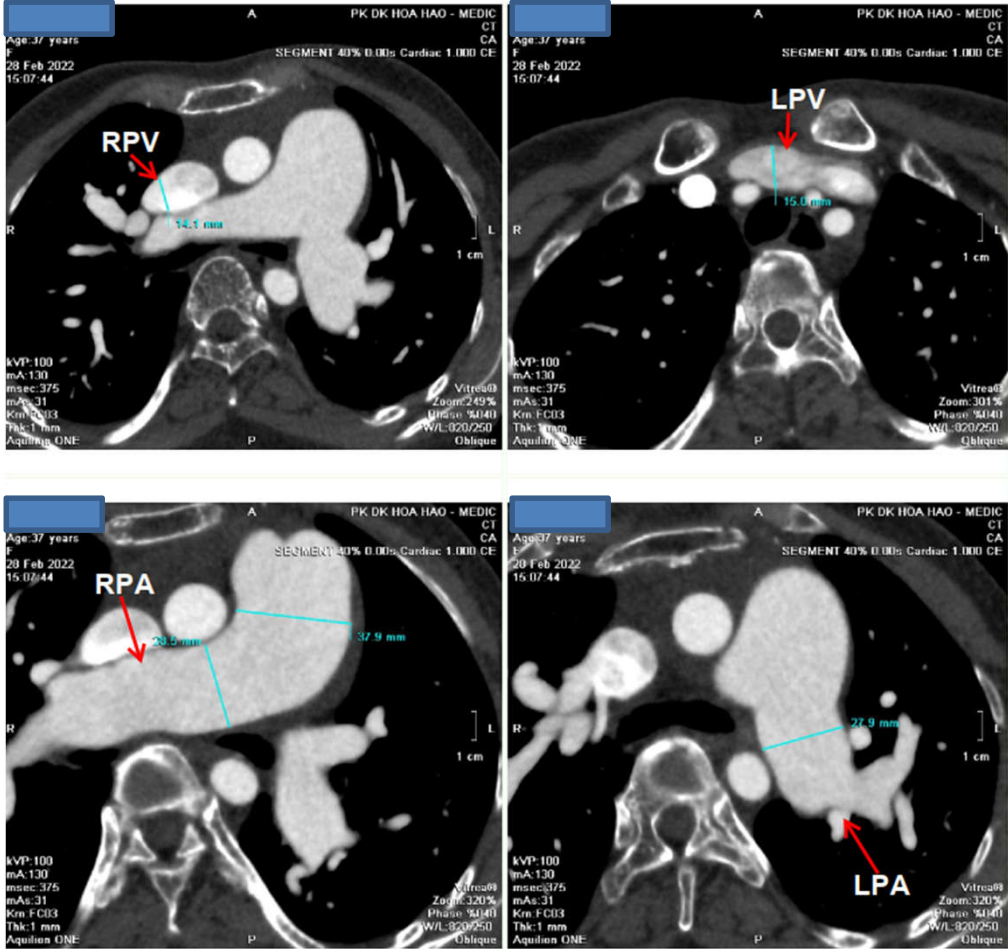 A
PK DK HOA HAO - MEDIC
CT
CA
Age:37 years
F
SEGMENT 40% 0.00s Cardiac 1.000 CE
28 Feb 2022
15:07:44
RPV
14.1 mm
R
L
1 cm
kVP:100
mA:130
msec:375
mAs:31
Krn:FC03
Thk:1 mm
Aquilion ONE
P
Vitrea®
Zoom:249%
Phase %040
W/L:820/250
Oblique
A
PK DK HOA HAO - MEDIC
CT
CA
Age:37 years
F
SEGMENT 40% 0.00s Cardiac 1.000 CE
28 Feb 2022
15:07:44
LPV
15.0 mm
R
L
1 cm
kVP:100
mA:130
msec:375
mAs:31
Krn:FC03
Thk:1 mm
Aquilion ONE
P
Vitrea®
Zoom:301%
Phase %040
W/L:820/250
Oblique
A
PK DK HOA HAO - MEDIC
CT
CA
Age:37 years
F
SEGMENT 40% 0.00s Cardiac 1.000 CE
28 Feb 2022
15:07:44
RPA
28.5 mm
37.9 mm
R
L
1 cm
kVP:100
mA:130
msec:375
mAs:31
Krn:FC03
Thk:1 mm
Aquilion ONE
P
Vitrea®
Zoom:320%
Phase %040
W/L:820/250
Oblique
A
PK DK HOA HAO - MEDIC
CT
CA
Age:37 years
F
SEGMENT 40% 0.00s Cardiac 1.000 CE
28 Feb 2022
15:07:44
27.9 mm
R
L
1 cm
LPA
kVP:100
mA:130
msec:375
mAs:31
Krn:FC03
Thk:1 mm
Aquilion ONE
P
Vitrea®
Zoom:320%
Phase %040
W/L:820/250
Oblique